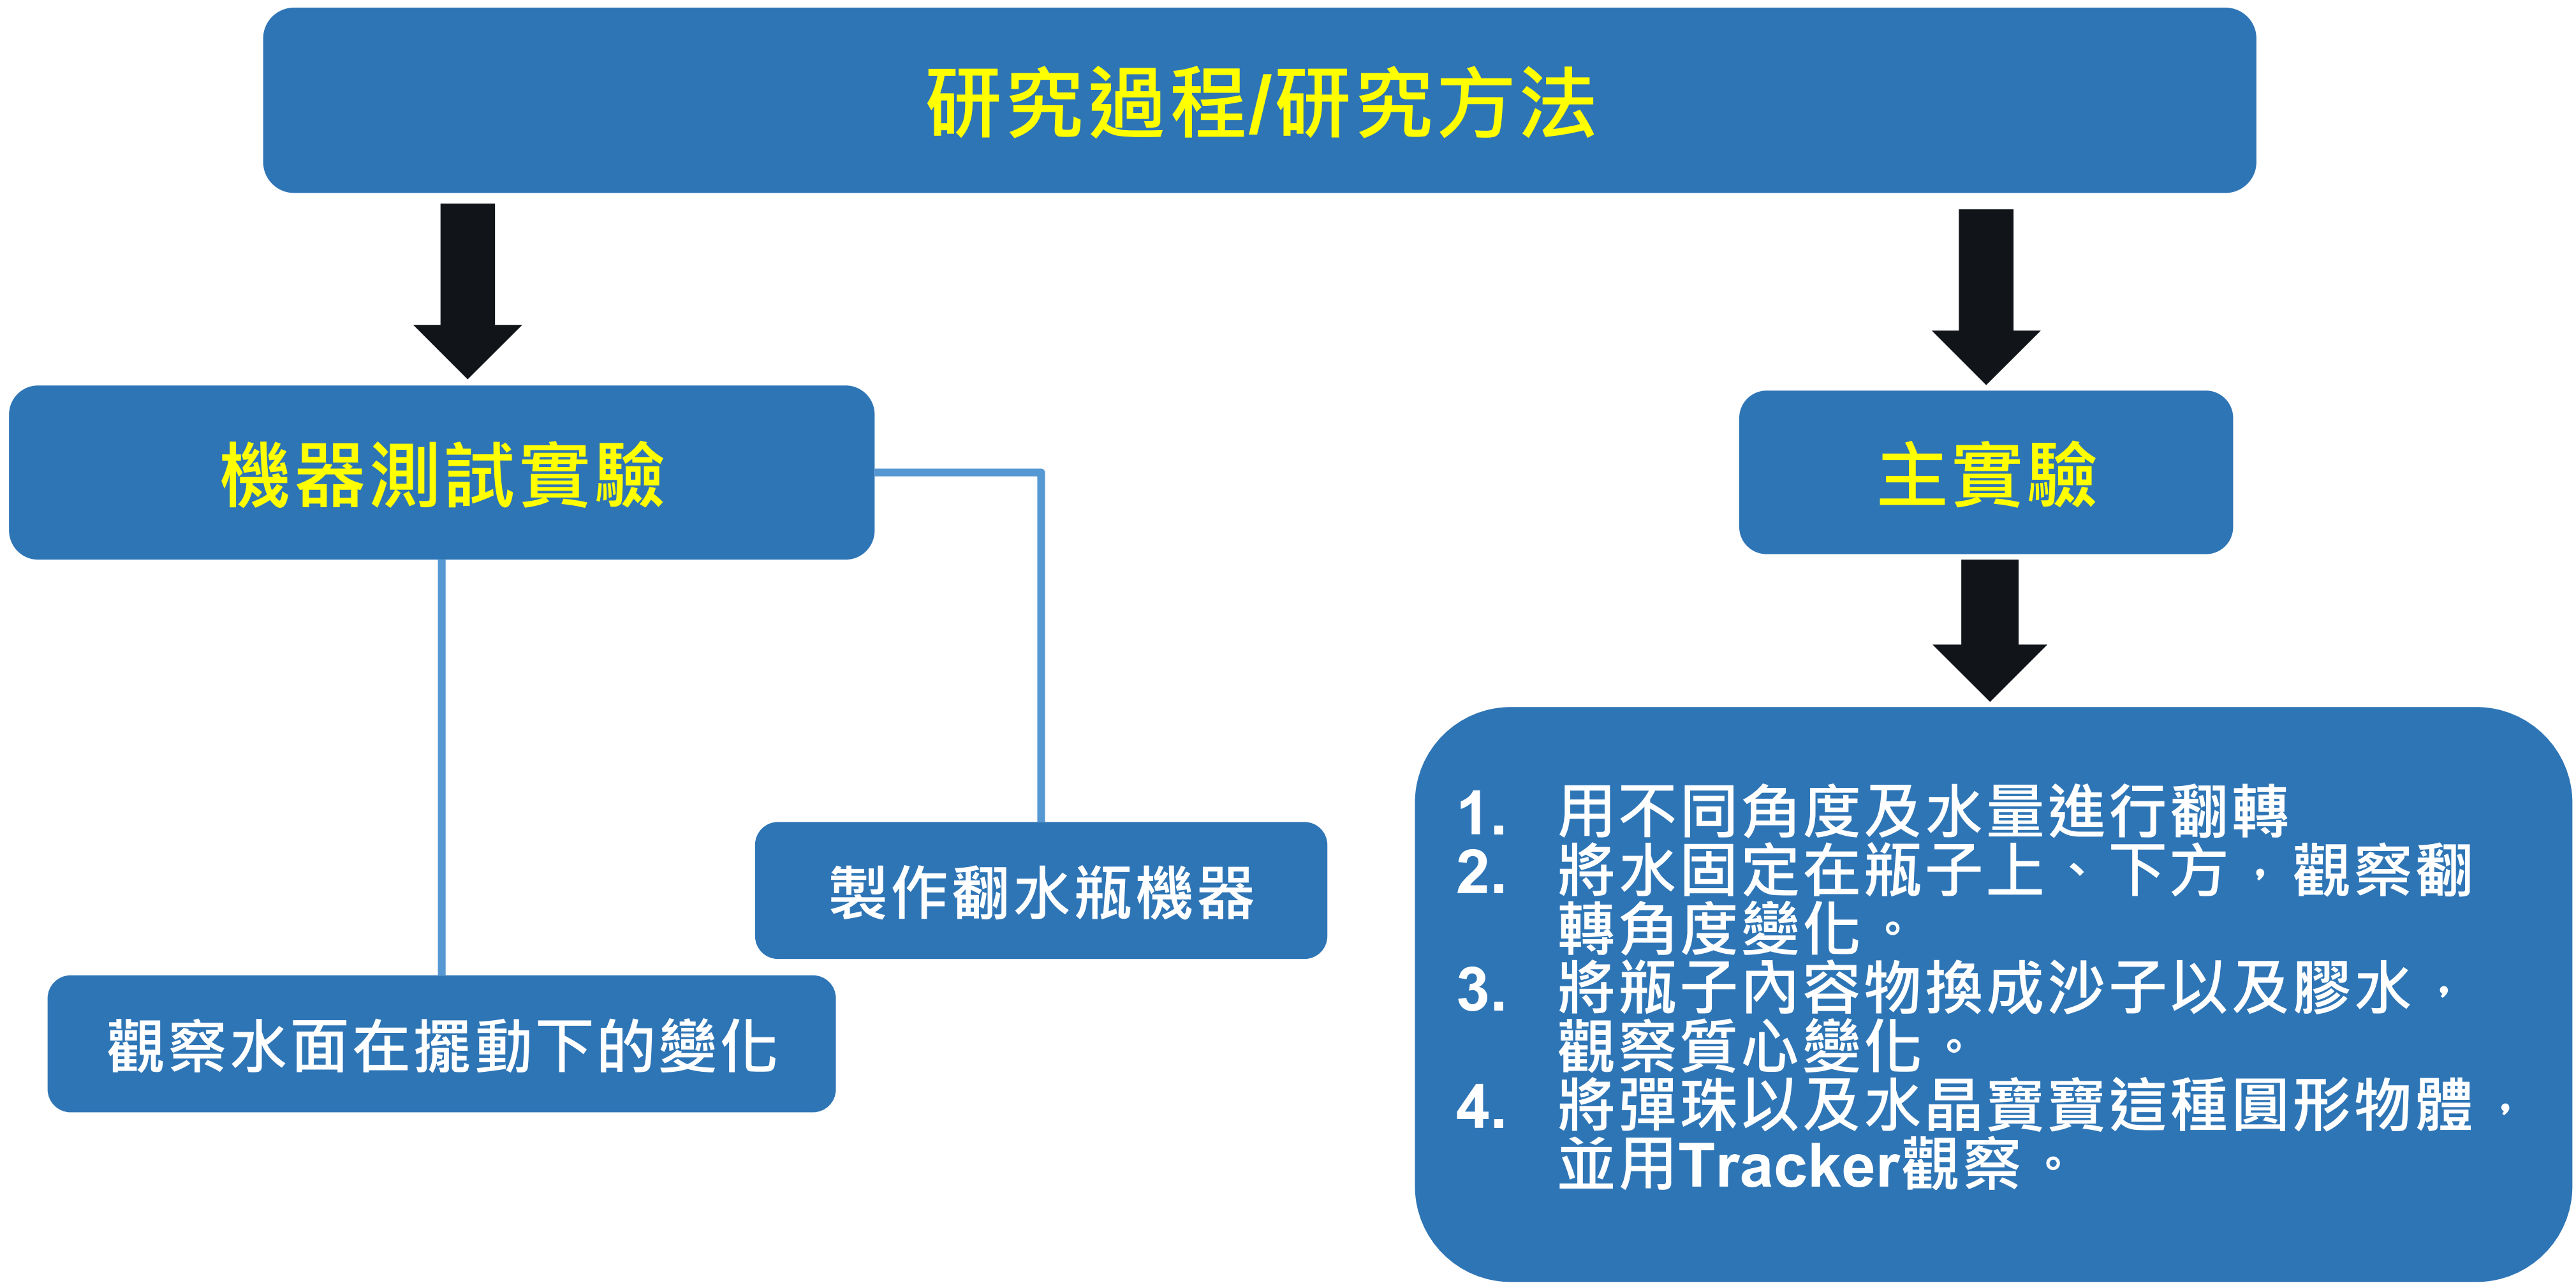 研究過程/研究方法
機器測試實驗
主實驗
製作翻水瓶機器
觀察水面在擺動下的變化
1. 用不同角度及水量進行翻轉
2. 將水固定在瓶子上、下方，觀察翻
轉角度變化。
3. 將瓶子內容物換成沙子以及膠水，
觀察質心變化。
4. 將彈珠以及水晶寶寶這種圓形物體，
並用Tracker觀察。